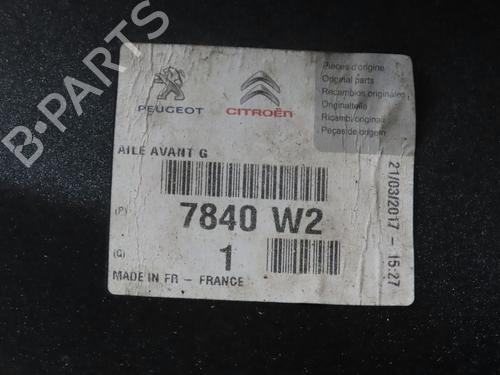 B-PARTS
PEUGEOT
CITROËN
Pièces d'origine
Original parts
Recambios originales
Originalteile
Ricambi originali
Peças de origem
AILE AVANT G
(P)
7840 W2
(Q)
1
MADE IN FR - FRANCE
21/03/2017 - 15:27